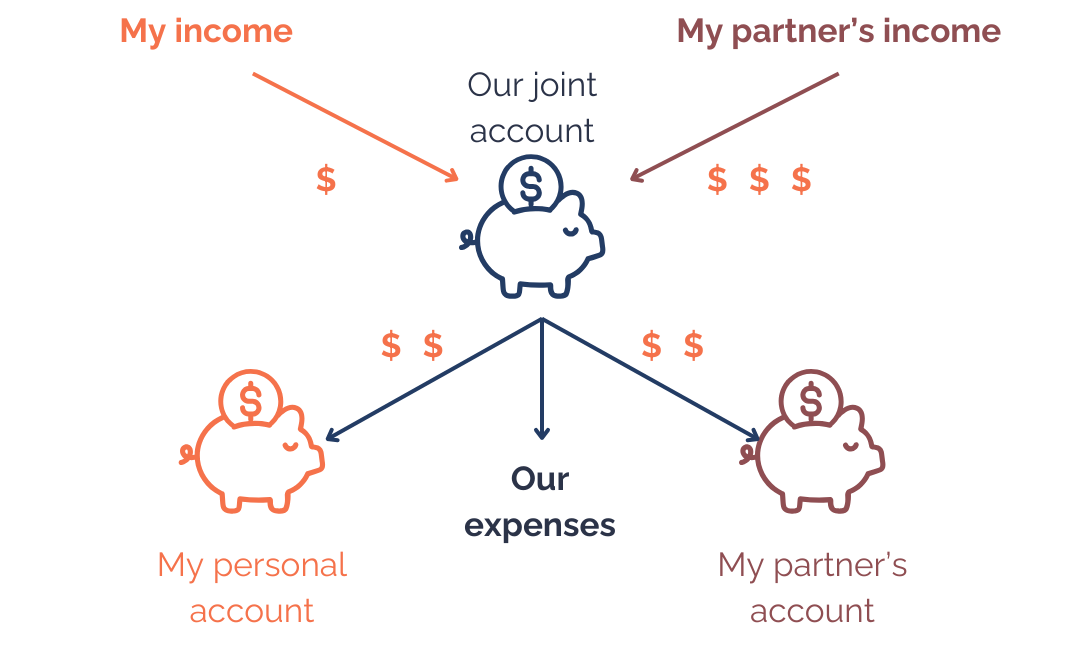 My income
My partner’s income
Our joint
account
$
$
$ $ $
$ $
$ $
$
$
Our
expenses
My personal
account
My partner’s
account